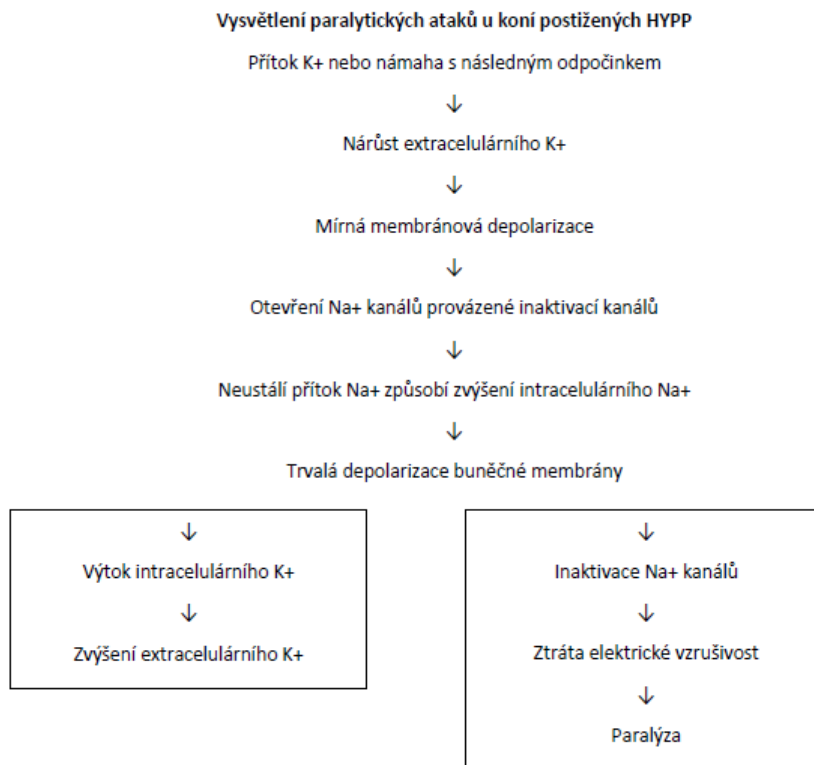 Vysvětlení paralytických ataků u koní postižených HYPP
Přítok K+ nebo námaha s následným odpočinkem
↓
Nárůst extracelulárního K+
↓
Mírná membránová depolarizace
↓
Otevření Na+ kanálů provázené inaktivací kanálů
↓
Neustálí přítok Na+ způsobí zvýšení intracelulárního Na+
↓
Trvalá depolarizace buněčné membrány
↓
Výtok intracelulárního K+
↓
Zvýšení extracelulárního K+
↓
Inaktivace Na+ kanálů
↓
Ztráta elektrické vzrušivost
↓
Paralýza